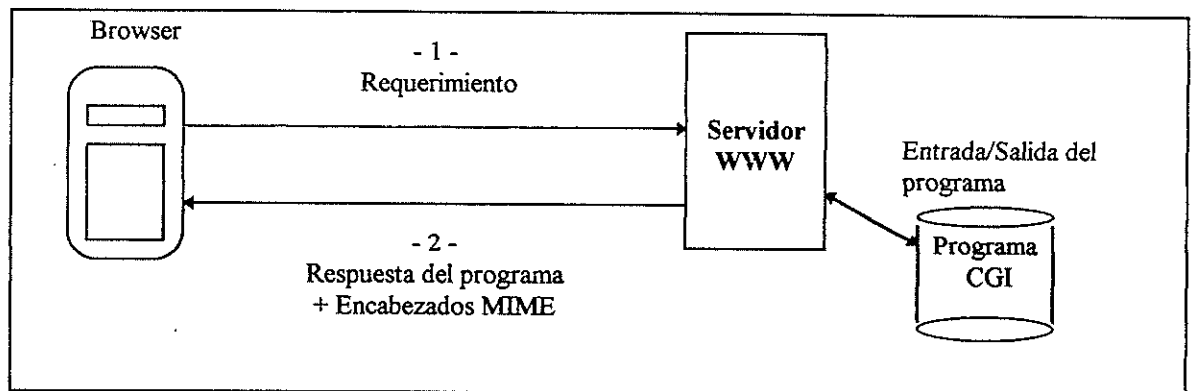 Browser
- 1 -
Requerimiento
Servidor
WWW
Entrada/Salida del
programa
Programa
CGI
- 2 -
Respuesta del programa
+ Encabezados MIME